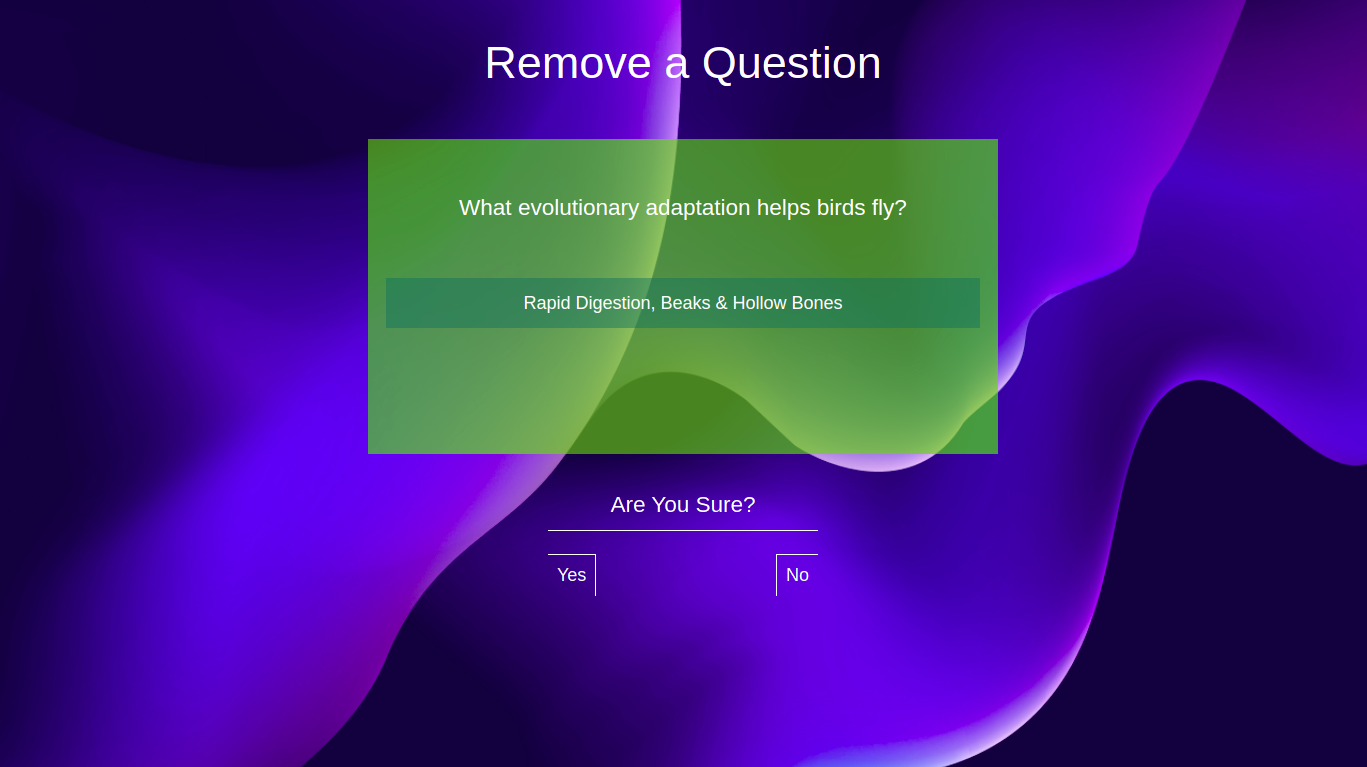 Remove a Question
What evolutionary adaptation helps birds fly?
Rapid Digestion, Beaks & Hollow Bones
Are You Sure?
Yes
No